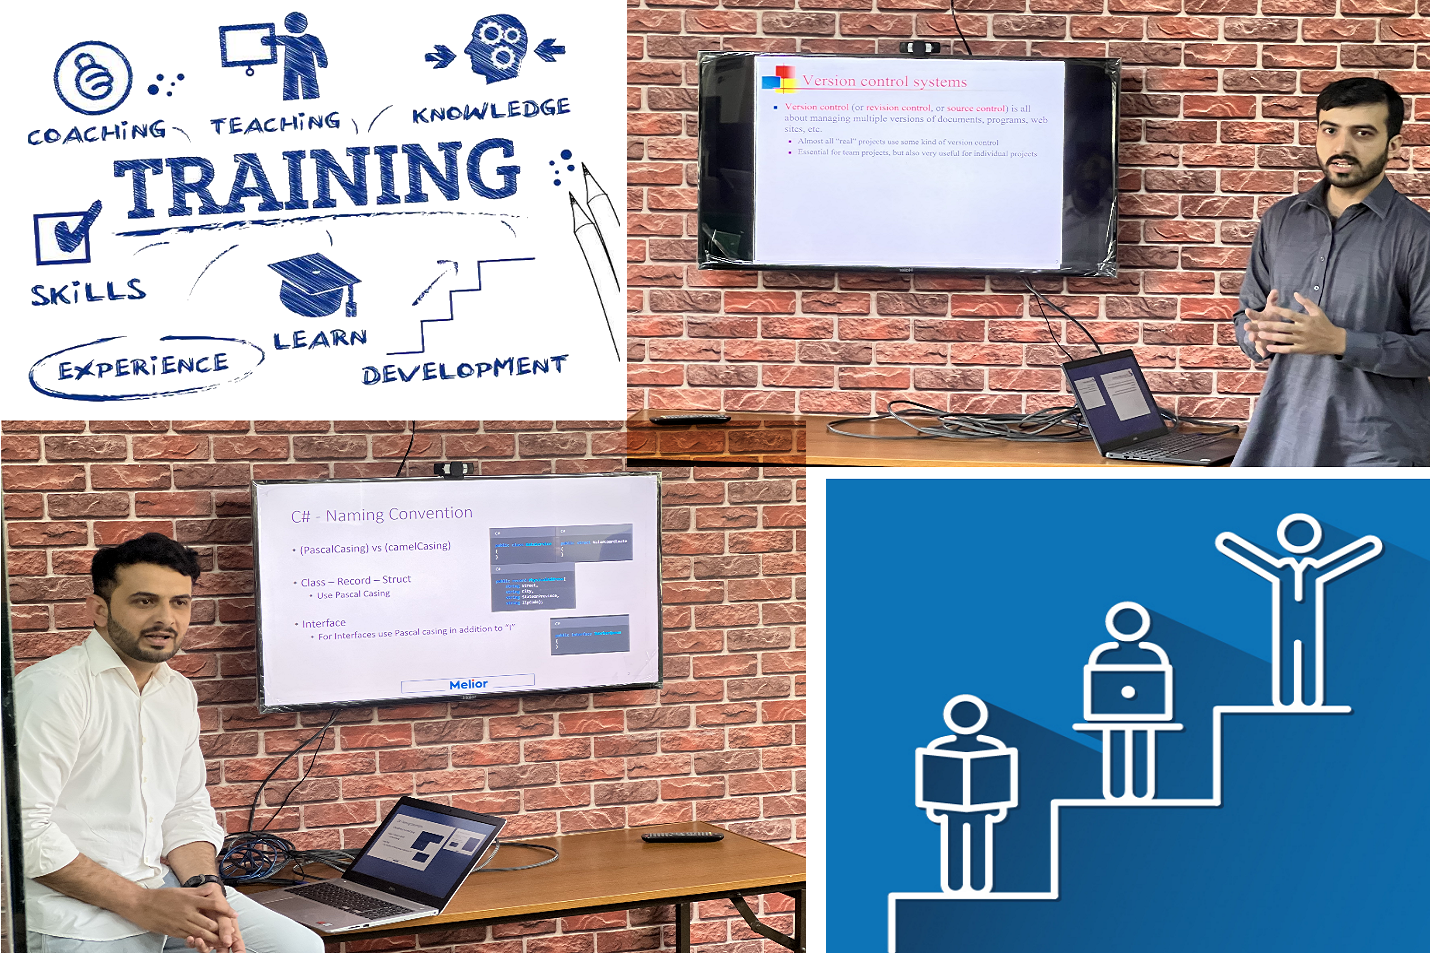 COACHiNG
TEACHiNG
KNOWLEDGE
TRAINING
SKiLLS
LEARN
EXPERiENCE
DEVELOPMENT
Version control systems
Version control (or revision control, or source control) is all
about managing multiple versions of documents, programs, web
sites, etc.
Almost all “real” projects use some kind of version control
Essential for team projects, but also very useful for individual projects
C# - Naming Convention
(PascalCasing) vs (camelCasing)
Class – Record – Struct
Use Pascal Casing
Interface
For Interfaces use Pascal casing in addition to “I”
C#
C#
C#
C#
Melior